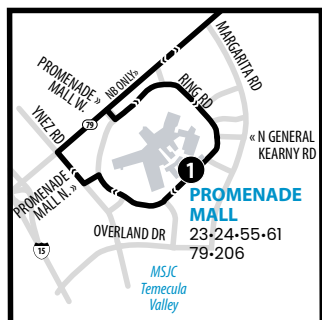 PROMENADE »
MALL W.
NB ONLY»
MARGARITA RD
RING RD
YNEZ RD
79
« N GENERAL
KEARNY RD
1
PROMENADE
MALL N. »
PROMENADE
MALL
23•24•55•61
79•206
OVERLAND DR
15
MSJC
Temecula
Valley